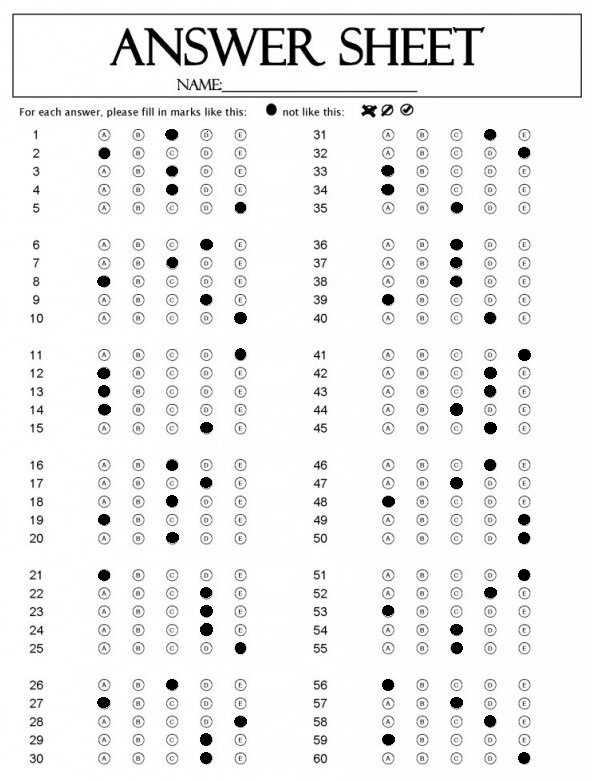 ANSWER SHEET
NAME:
For each answer, please fill in marks like this: not like this:
1 A B D E 31 A B C E
2 B C D E 32 A B C D
3 A B D E 33 B C D E
4 A B D E 34 B C D E
5 A B C D 35 A B D E
6 A B C E 36 A B D E
7 A B D E 37 A B D E
8 B C D E 38 A B D E
9 A B C E 39 B C D E
10 A B C D 40 A B C E
11 A B C D 41 A B C D
12 B C D E 42 A B C E
13 B C D E 43 A B C E
14 B C D E 44 A B D E
15 A B C E 45 A B C E
16 A B D E 46 A B C E
17 A B C E 47 A B D E
18 A B D E 48 B C D E
19 B C D E 49 A B C D
20 A B D E 50 A B C D
21 B C D E 51 A B C D
22 A B C E 52 A B C E
23 A B C E 53 B C D E
24 A B C E 54 A B D E
25 A B C D 55 A B D E
26 A B D E 56 B C D E
27 B C D E 57 A B D E
28 A B C D 58 A B C E
29 A B C E 59 B C D E
30 A B C E 60 A B C D